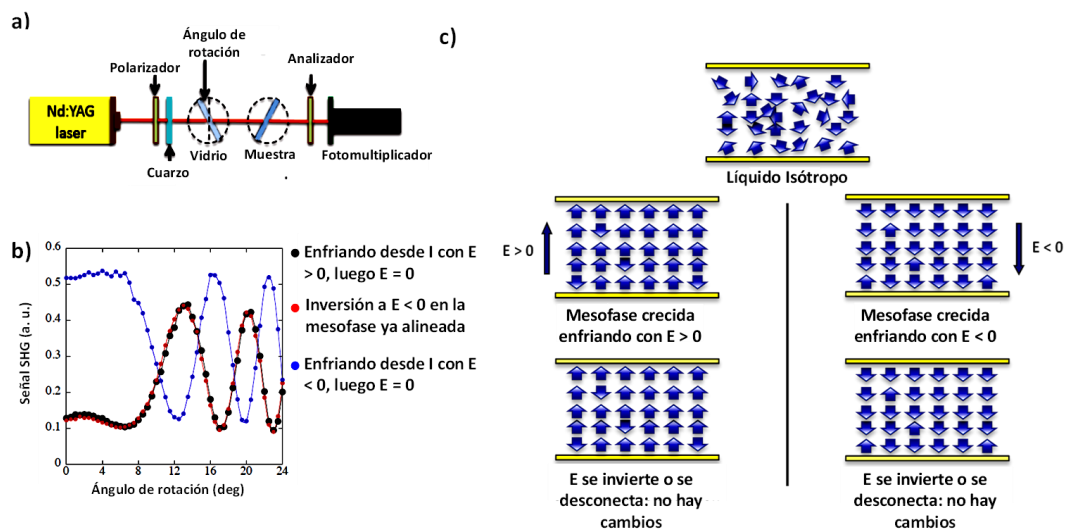 a)
Ángulo de
rotación
Polarizador
Analizador
Nd:YAG
laser
Vidrio
Muestra
Fotomultiplicador
Cuarzo
b)
Señal SHG (a. u.)
0.6
0.5
0.4
0.3
0.2
0.1
0
0
4
8
12
16
20
24
Ángulo de rotación (deg)
Enfriando desde I con E
> 0, luego E = 0
Inversión a E < 0 en la
mesofase ya alineada
Enfriando desde I con E
< 0, luego E = 0
c)
Líquido Isótropo
E > 0
Mesofase crecida
enfriando con E > 0
E se invierte o se
desconecta: no hay
cambios
E < 0
Mesofase crecida
enfriando con E < 0
E se invierte o se
desconecta: no hay
cambios